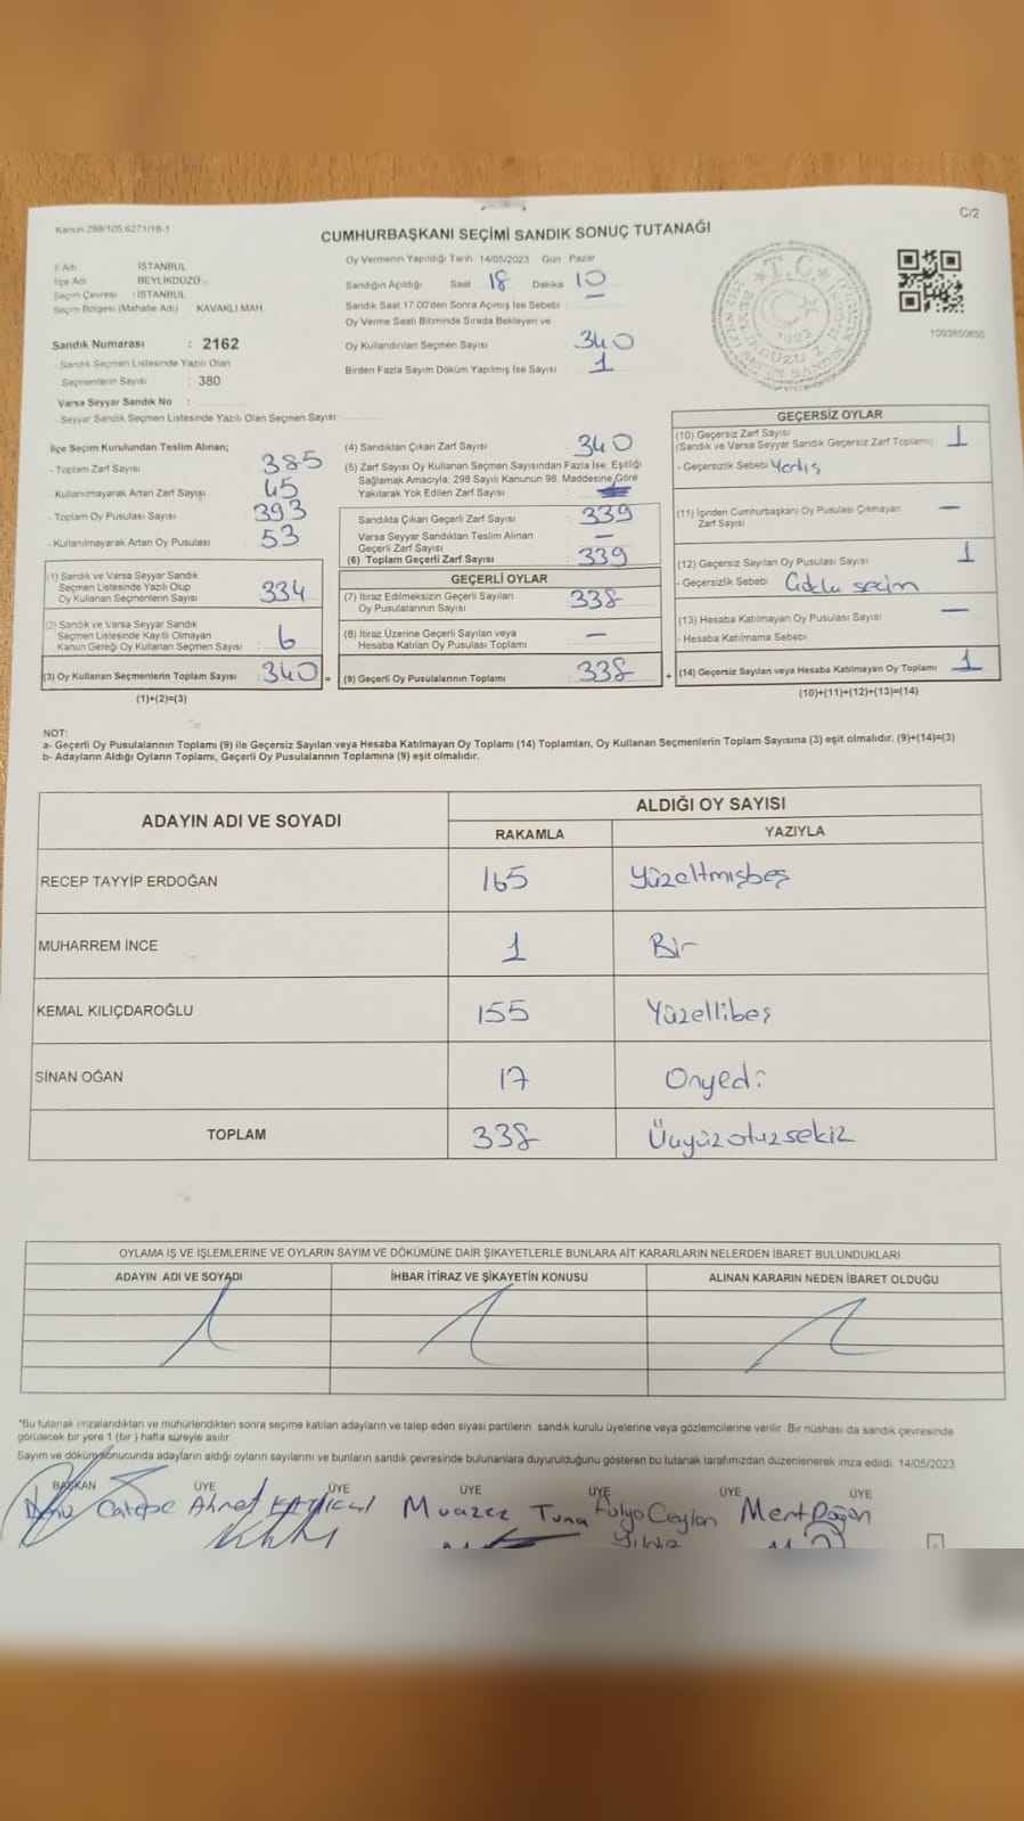 C/2
Kanun 298/105,6271/18-1
CUMHURBAŞKANI SEÇİMİ SANDIK SONUÇ TUTANAĞI
İl Adı : İSTANBUL
İlçe Adı : BEYLİKDÜZÜ
Seçim Çevresi : İSTANBUL
Seçim Bölgesi (Mahalle Adı) KAVAKLI MAH
Sandık Numarası : 2162
Sandık Seçmen Listesinde Yazılı Olan
Seçmenlerin Sayısı : 380
Varsa Seyyar Sandık No :
- Seyyar Sandık Seçmen Listesinde Yazılı Olan Seçmen Sayısı
Oy Vermenin Yapıldığı Tarih 14/05/2023 Gün Pazar
Sandığın Açıldığı Saat 18 Dakika 10
Sandık Saat 17:00'den Sonra Açılmış İse Sebebi –
Oy Verme Saati Bitiminde Sırada Bekleyen ve
Oy Kullandırılan Seçmen Sayısı 340
Birden Fazla Sayım Döküm Yapılmış İse Sayısı 1
T.C.
1923
1093850650
İlçe Seçim Kurulundan Teslim Alınan;
- Toplam Zarf Sayısı 385
- Kullanılmayarak Artan Zarf Sayısı 45
- Toplam Oy Pusulası Sayısı 393
- Kullanılmayarak Artan Oy Pusulası 53
(1) Sandık ve Varsa Seyyar Sandık
Seçmen Listesinde Yazılı Olup
Oy Kullanan Seçmenlerin Sayısı 334
(2) Sandık ve Varsa Seyyar Sandık
Seçmen Listesinde Kayıtlı Olmayan
Kanun Gereği Oy Kullanan Seçmen Sayısı 6
(3) Oy Kullanan Seçmenlerin Toplam Sayısı 340 =
(1)+(2)=(3)
(4) Sandıktan Çıkan Zarf Sayısı 340
(5) Zarf Sayısı Oy Kullanan Seçmen Sayısından Fazla İse: Eşitliği
Sağlamak Amacıyla, 298 Sayılı Kanunun 98. Maddesine Göre
Yakılarak Yok Edilen Zarf Sayısı
Sandıkta Çıkan Geçerli Zarf Sayısı 339
Varsa Seyyar Sandıktan Teslim Alınan
Geçerli Zarf Sayısı –
(6) Toplam Geçerli Zarf Sayısı 339
GEÇERLİ OYLAR
(7) İtiraz Edilmeksizin Geçerli Sayılan
Oy Pusulalarının Sayısı 338
(8) İtiraz Üzerine Geçerli Sayılan veya
Hesaba Katılan Oy Pusulası Toplamı –
(9) Geçerli Oy Pusulalarının Toplamı 338 +
GEÇERSİZ OYLAR
(10) Geçersiz Zarf Sayısı
(Sandık ve Varsa Seyyar Sandık Geçersiz Zarf Toplamı) 1
- Geçersizlik Sebebi
(11) İçinden Cumhurbaşkanı Oy Pusulası Çıkmayan
Zarf Sayısı –
(12) Geçersiz Sayılan Oy Pusulası Sayısı 1
- Geçersizlik Sebebi seçim
(13) Hesaba Katılmayan Oy Pusulası Sayısı –
- Hesaba Katılmama Sebebi
(14) Geçersiz Sayılan veya Hesaba Katılmayan Oy Toplamı 1
(10)+(11)+(12)+(13)=(14)
NOT:
a- Geçerli Oy Pusulalarının Toplamı (9) ile Geçersiz Sayılan veya Hesaba Katılmayan Oy Toplamı (14) Toplamları, Oy Kullanan Seçmenlerin Toplam Sayısına (3) eşit olmalıdır. (9)+(14)=(3)
b- Adayların Aldığı Oyların Toplamı, Geçerli Oy Pusulalarının Toplamına (9) eşit olmalıdır.
ADAYIN ADI VE SOYADI
ALDIĞI OY SAYISI
RAKAMLA YAZIYLA
RECEP TAYYİP ERDOĞAN 165 Yüzaltmışbeş
MUHARREM İNCE 1 Bir
KEMAL KILIÇDAROĞLU 155 Yüzellibeş
SİNAN OĞAN 17 Onyedi
TOPLAM 338 Üçyüzotuzsekiz
OYLAMA İŞ VE İŞLEMLERİNE VE OYLARIN SAYIM VE DÖKÜMÜNE DAİR ŞİKAYETLERLE BUNLARA AİT KARARLARIN NELERDEN İBARET BULUNDUKLARI
ADAYIN ADI VE SOYADI İHBAR İTİRAZ VE ŞİKAYETİN KONUSU ALINAN KARARIN NEDEN İBARET OLDUĞU
*Bu tutanak imzalandıktan ve mühürlendikten sonra seçime katılan adayların ve talep eden siyasi partilerin sandık kurulu üyelerine veya gözlemcilerine verilir. Bir nüshası da sandık çevresinde
görülecek bir yere 1 (bir) hafta süreyle asılır.
Sayım ve döküm sonucunda adayların aldığı oyların sayılarını ve bunların sandık çevresinde bulunanlara duyurulduğunu gösteren bu tutanak tarafımızdan düzenlenerek imza edildi. 14/05/2023
BAŞKAN ÜYE ÜYE ÜYE ÜYE ÜYE ÜYE
Ahmet Muazez Tuna Fulya Ceylan Mert Doğan